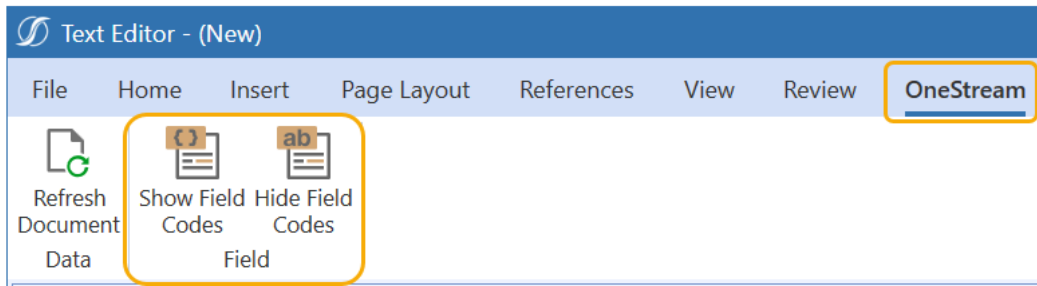 Text Editor - (New)
File Home Insert Page Layout References View Review OneStream
{ } ab
Refresh Show Field Hide Field
Document Codes Codes
Data Field